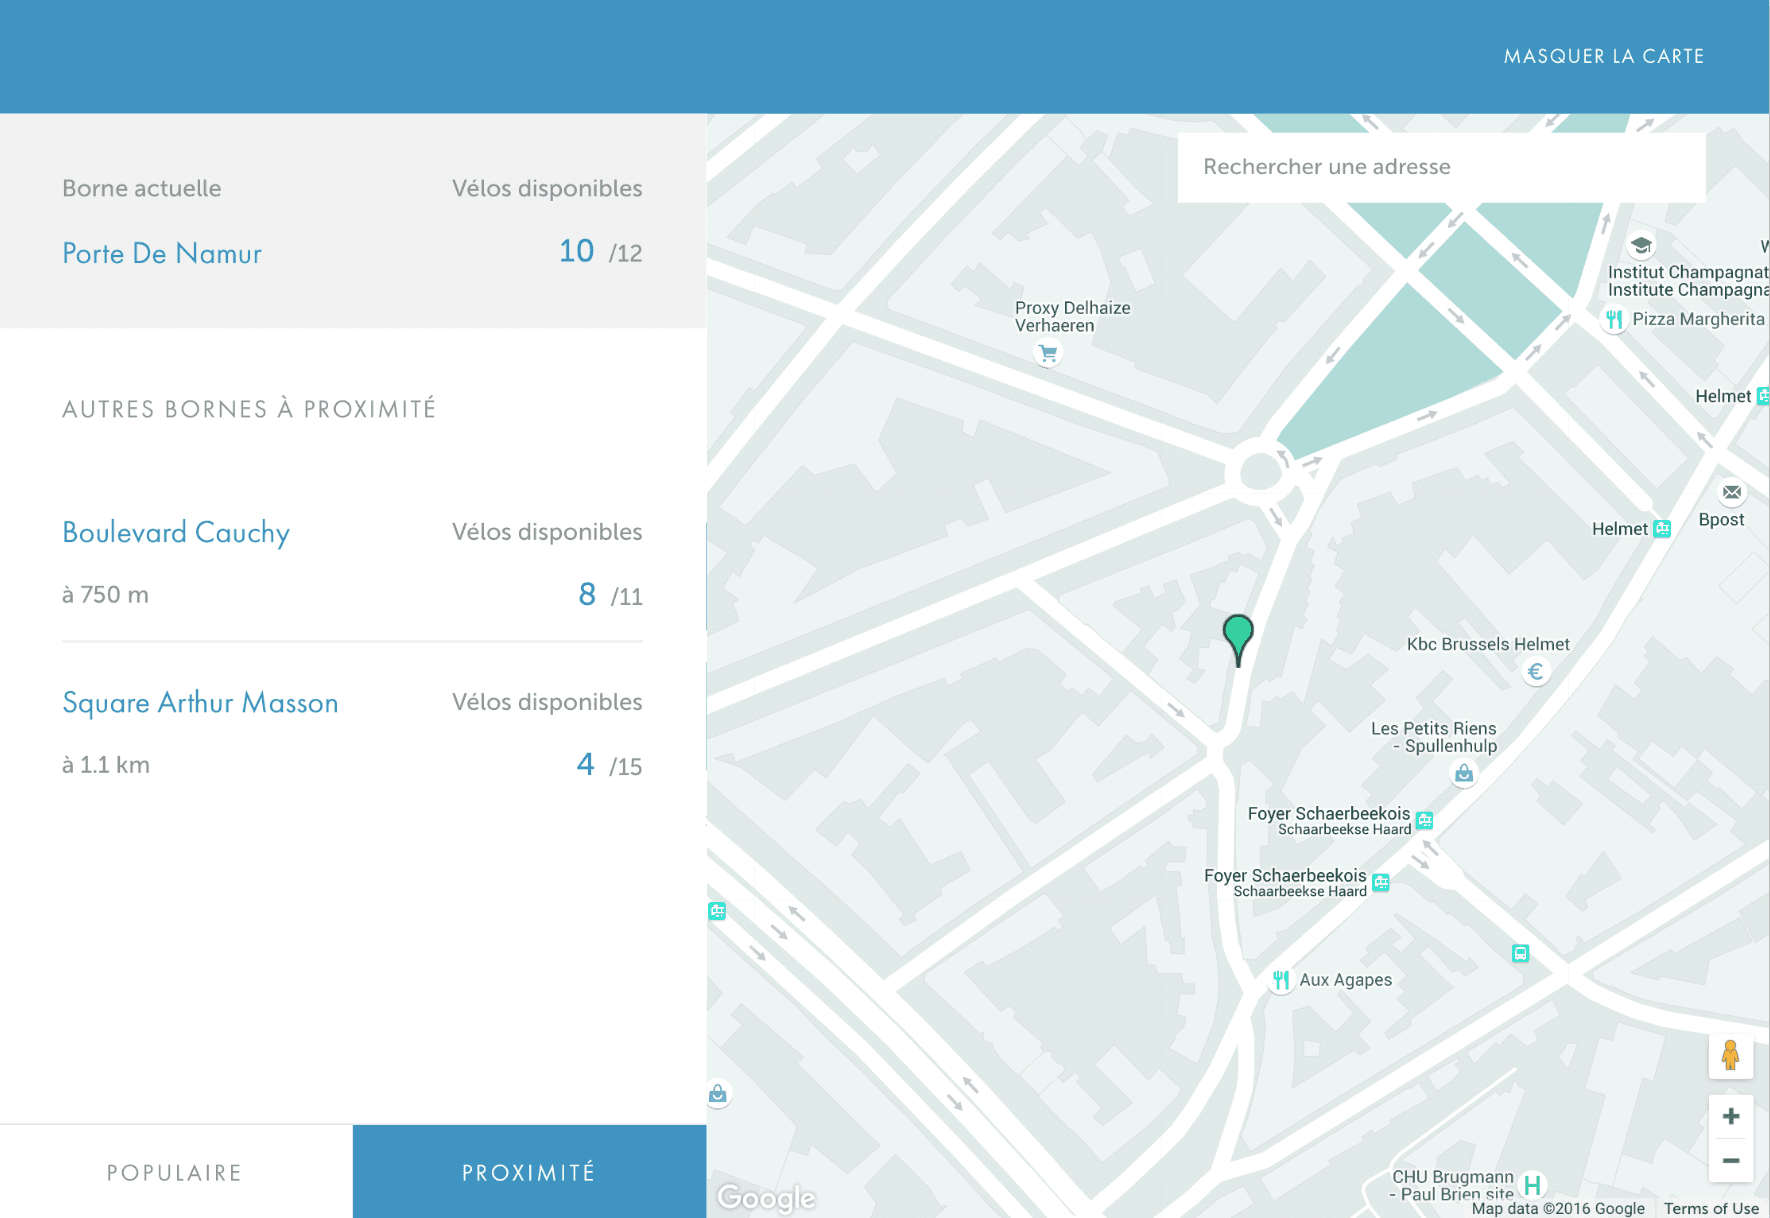 MASQUER LA CARTE
Borne actuelle
Vélos disponibles
Porte De Namur
10 /12
AUTRES BORNES À PROXIMITÉ
Boulevard Cauchy
Vélos disponibles
à 750 m
8 /11
Square Arthur Masson
Vélos disponibles
à 1.1 km
4 /15
POPULAIRE
PROXIMITÉ
Rechercher une adresse
Institut Champagnat
Institute Champagna
Pizza Margherita
Proxy Delhaize
Verhaeren
Helmet
Bpost
Helmet
Kbc Brussels Helmet
€
Les Petits Riens
- Spullenhulp
Foyer Schaerbeekois
Schaarbeekse Haard
Foyer Schaerbeekois
Schaarbeekse Haard
Aux Agapes
+
−
CHU Brugmann
- Paul Brien site
H
Google
Map data ©2016 Google
Terms of Use